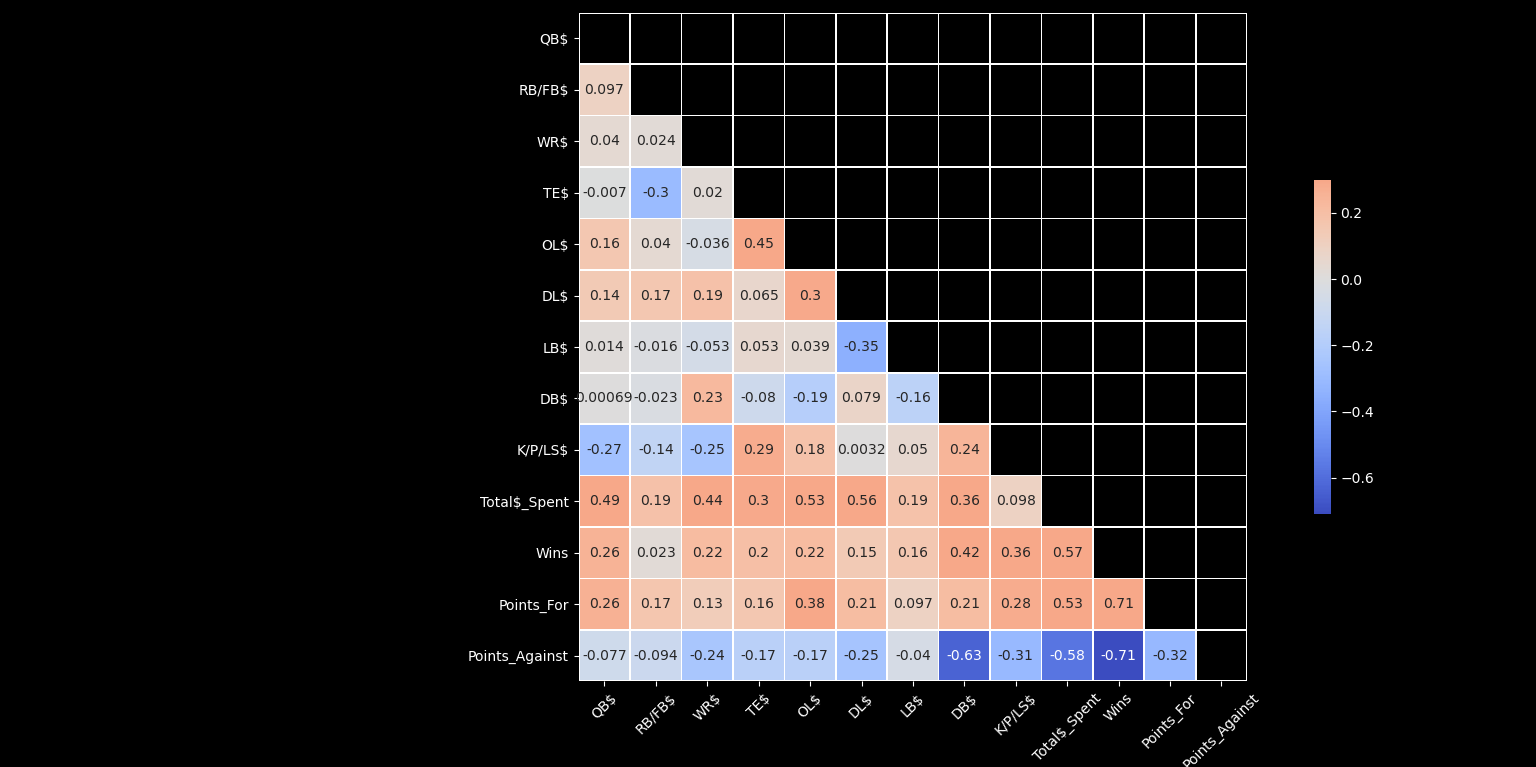 QB$
RB/FB$ 0.097
WR$ 0.04 0.024
TE$ -0.007 -0.3 0.02
OL$ 0.16 0.04 -0.036 0.45
DL$ 0.14 0.17 0.19 0.065 0.3
LB$ 0.014 -0.016 -0.053 0.053 0.039 -0.35
DB$ -0.023 0.23 -0.08 -0.19 0.079 -0.16
K/P/LS$ -0.27 -0.14 -0.25 0.29 0.18 0.0032 0.05 0.24
Total$_Spent 0.49 0.19 0.44 0.3 0.53 0.56 0.19 0.36 0.098
Wins 0.26 0.023 0.22 0.2 0.22 0.15 0.16 0.42 0.36 0.57
Points_For 0.26 0.17 0.13 0.16 0.38 0.21 0.097 0.21 0.28 0.53 0.71
Points_Against -0.077 -0.094 -0.24 -0.17 -0.17 -0.25 -0.04 -0.63 -0.31 -0.58 -0.71 -0.32
QB$ RB/FB$ WR$ TE$ OL$ DL$ LB$ DB$ K/P/LS$ Total$_Spent Wins Points_For Points_Against
0.2
0.0
−0.2
−0.4
−0.6